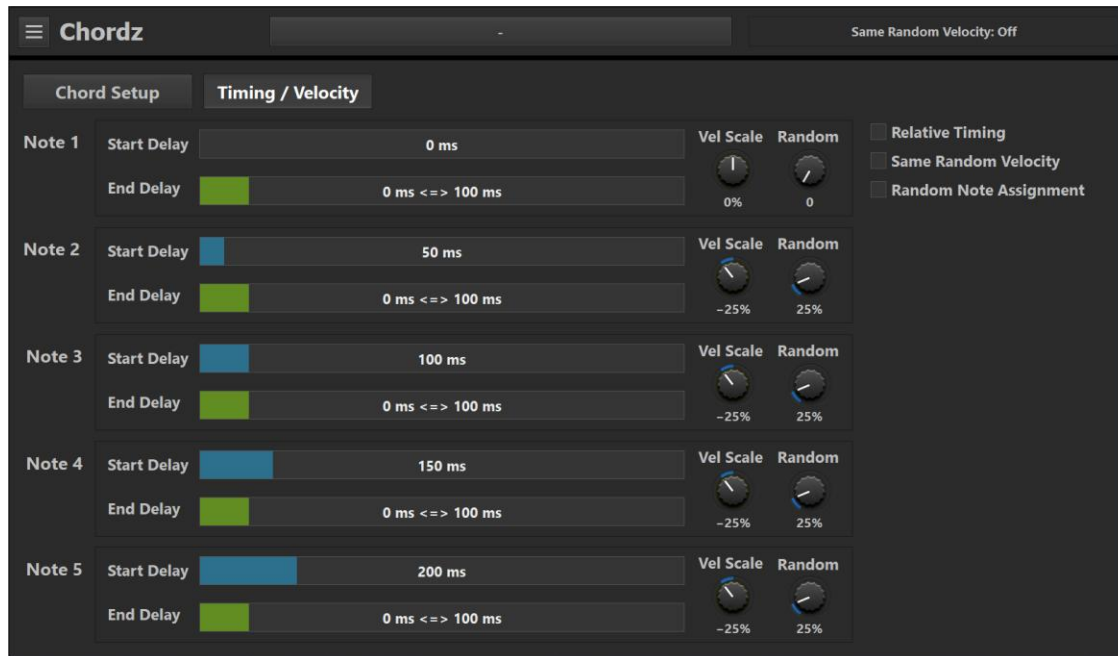 Chordz
-
Same Random Velocity: Off
Chord Setup
Timing / Velocity
Note 1
Start Delay
0 ms
Vel Scale
Random
End Delay
0 ms <=> 100 ms
0%
0
Relative Timing
Same Random Velocity
Random Note Assignment
Note 2
Start Delay
50 ms
Vel Scale
Random
End Delay
0 ms <=> 100 ms
-25%
25%
Note 3
Start Delay
100 ms
Vel Scale
Random
End Delay
0 ms <=> 100 ms
-25%
25%
Note 4
Start Delay
150 ms
Vel Scale
Random
End Delay
0 ms <=> 100 ms
-25%
25%
Note 5
Start Delay
200 ms
Vel Scale
Random
End Delay
0 ms <=> 100 ms
-25%
25%